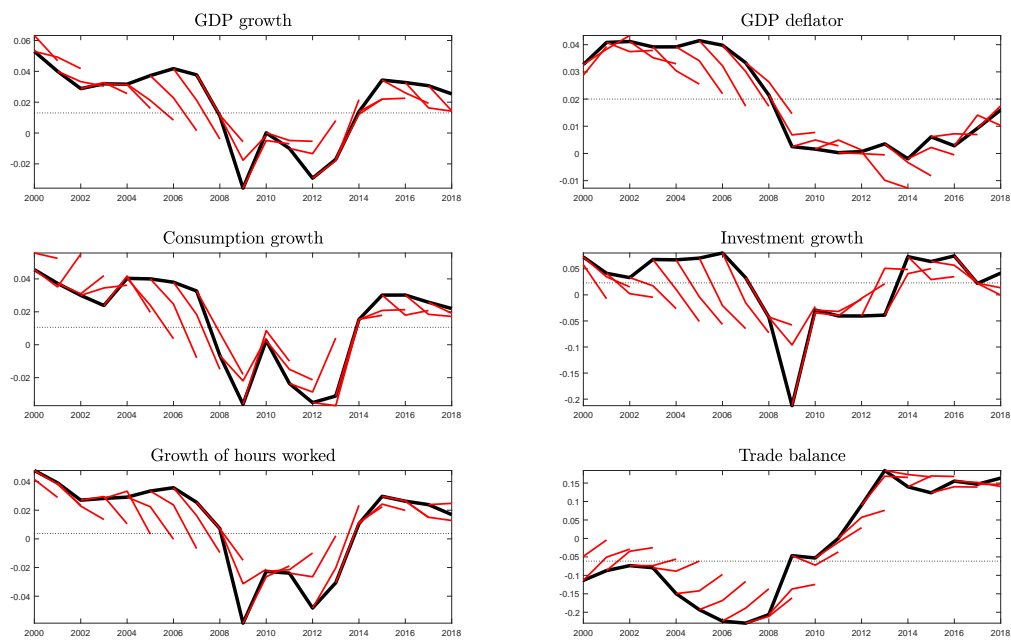 GDP growth
0.06
0.04
0.02
0
-0.02
2000 2002 2004 2006 2008 2010 2012 2014 2016 2018
GDP deflator
0.04
0.03
0.02
0.01
0
-0.01
2000 2002 2004 2006 2008 2010 2012 2014 2016 2018
Consumption growth
0.04
0.02
0
-0.02
2000 2002 2004 2006 2008 2010 2012 2014 2016 2018
Investment growth
0.05
0
-0.05
-0.1
-0.15
-0.2
2000 2002 2004 2006 2008 2010 2012 2014 2016 2018
Growth of hours worked
0.04
0.02
0
-0.02
-0.04
2000 2002 2004 2006 2008 2010 2012 2014 2016 2018
Trade balance
0.15
0.1
0.05
0
-0.05
-0.1
-0.15
-0.2
2000 2002 2004 2006 2008 2010 2012 2014 2016 2018